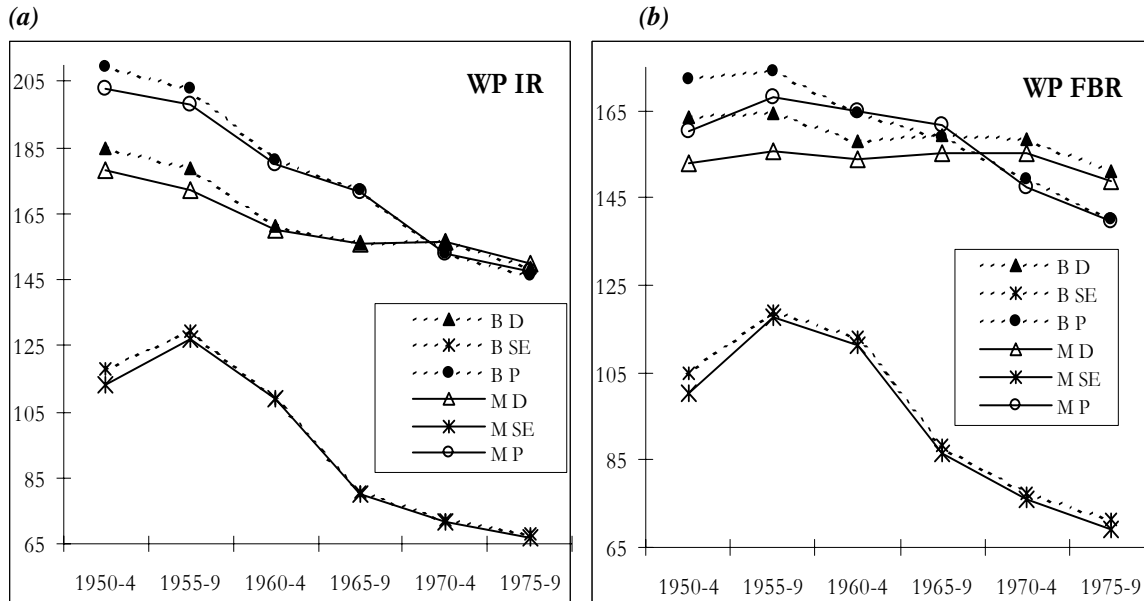 (a)
WP IR
205
185
165
145
125
105
85
65
B D
B SE
B P
M D
M SE
M P
1950-4 1955-9 1960-4 1965-9 1970-4 1975-9
(b)
WP FBR
165
145
125
105
85
65
B D
B SE
B P
M D
M SE
M P
1950-4 1955-9 1960-4 1965-9 1970-4 1975-9